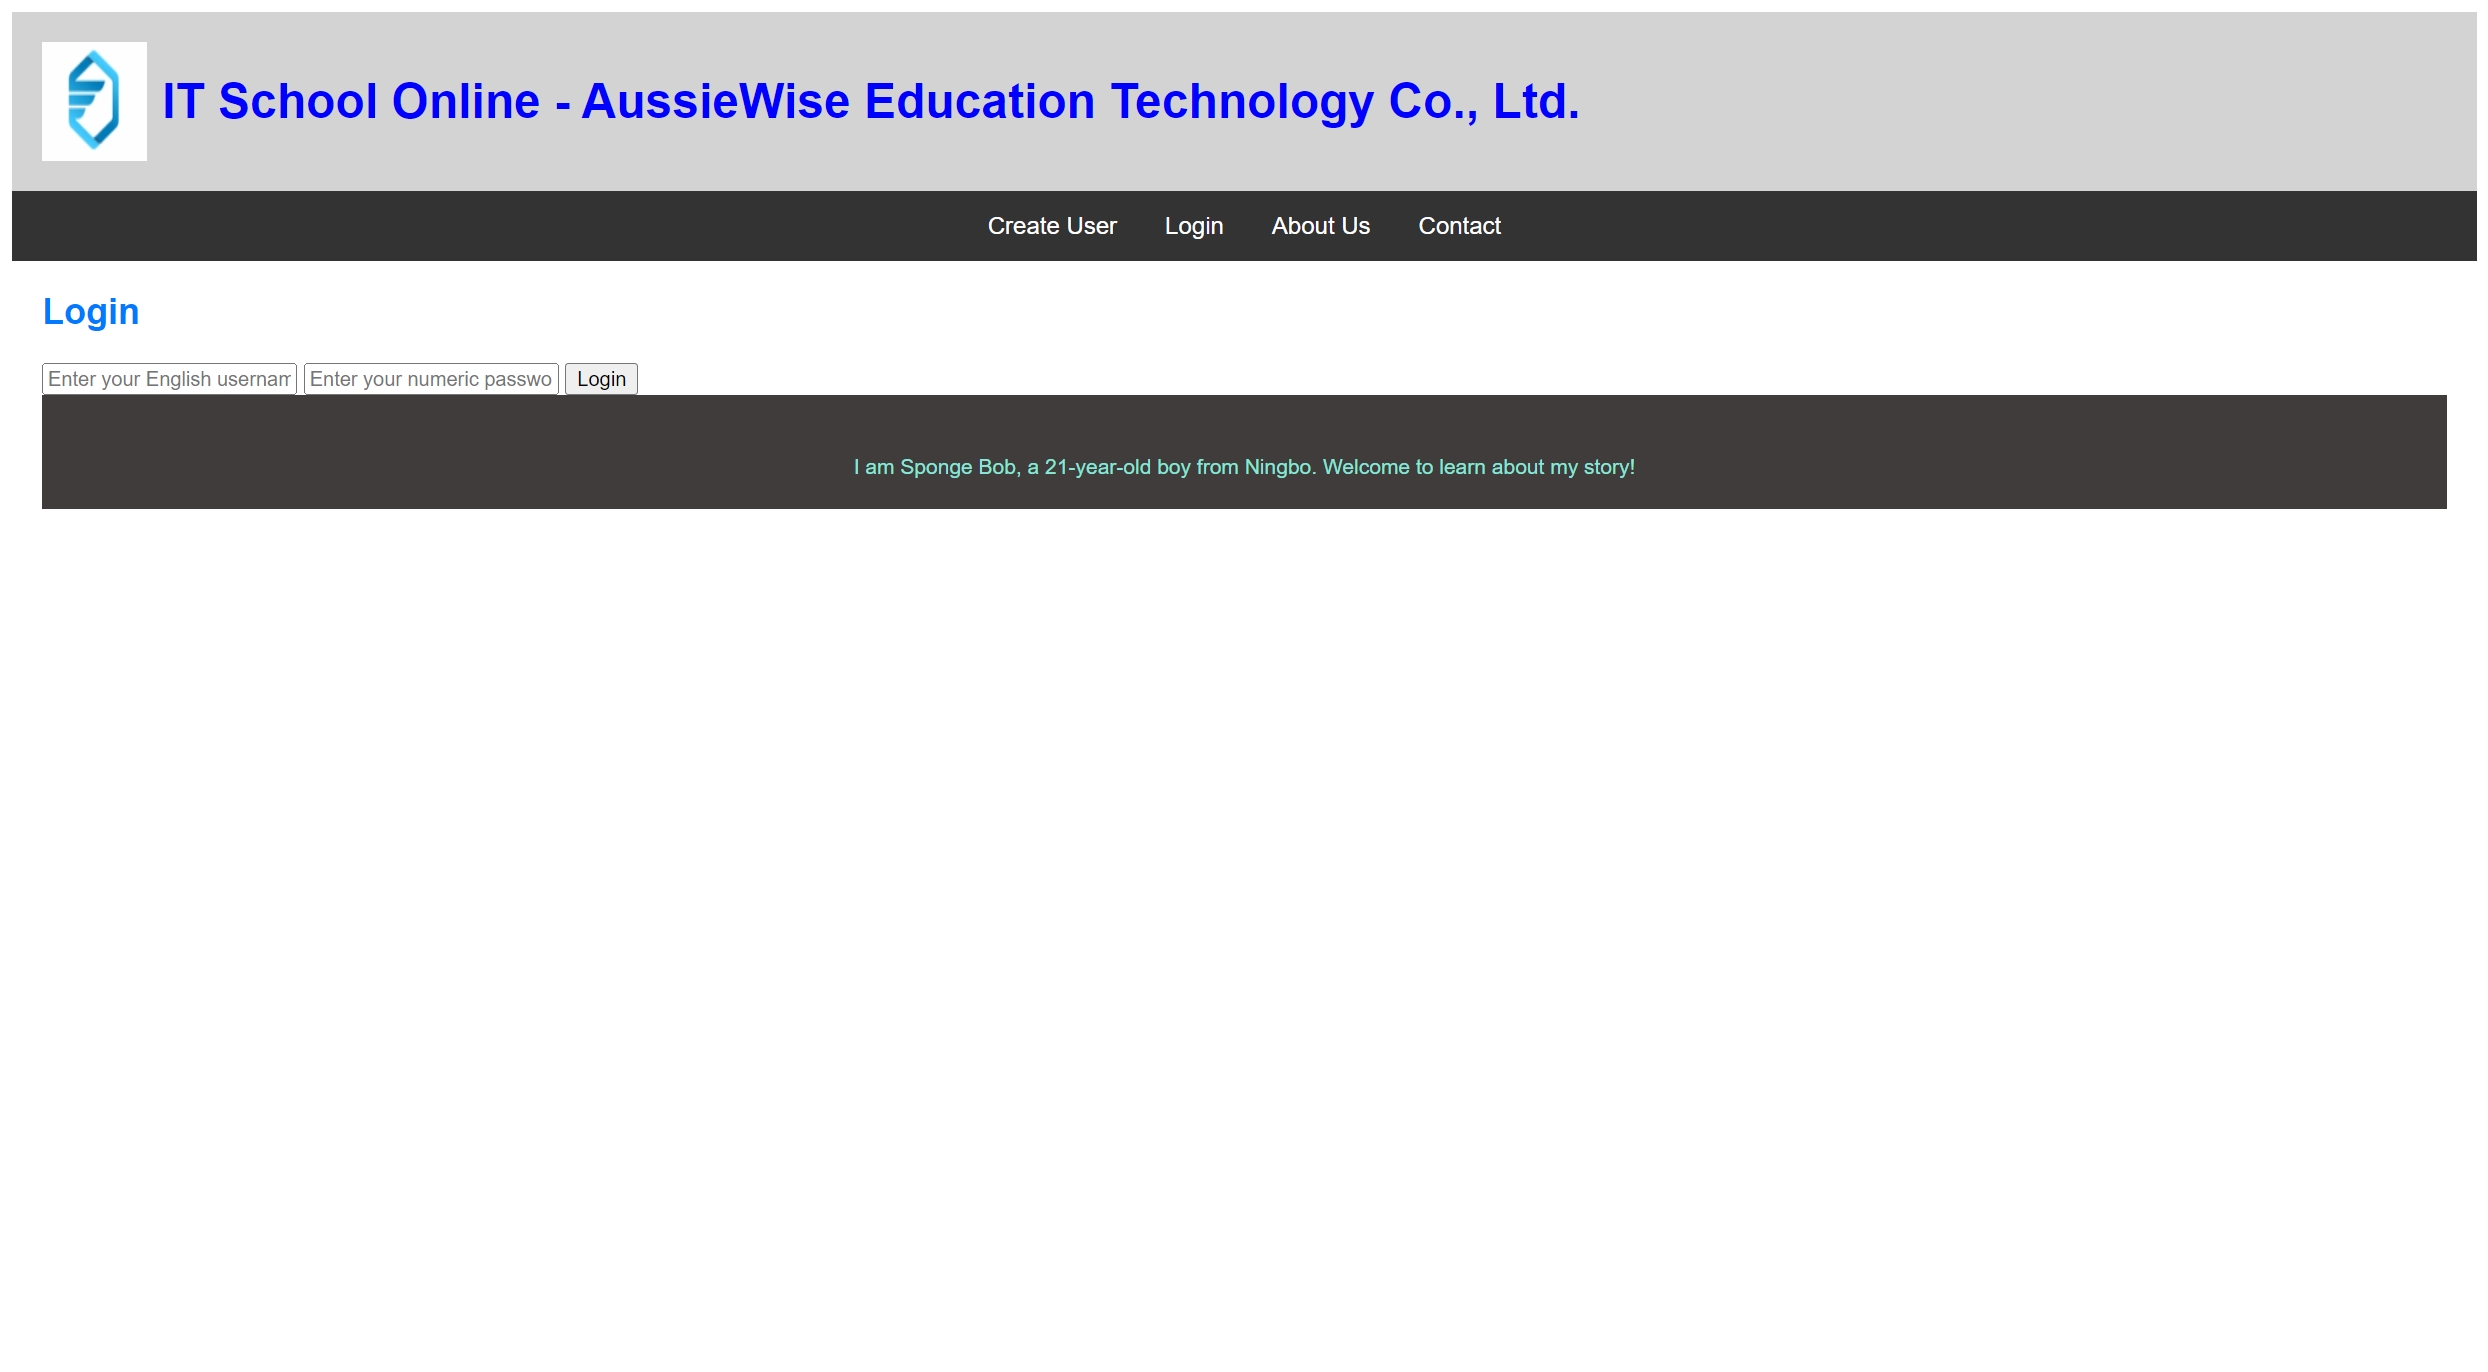 IT School Online - AussieWise Education Technology Co., Ltd.
Create User Login About Us Contact
Login
Enter your English usernam Enter your numeric passwo Login
I am Sponge Bob, a 21-year-old boy from Ningbo. Welcome to learn about my story!